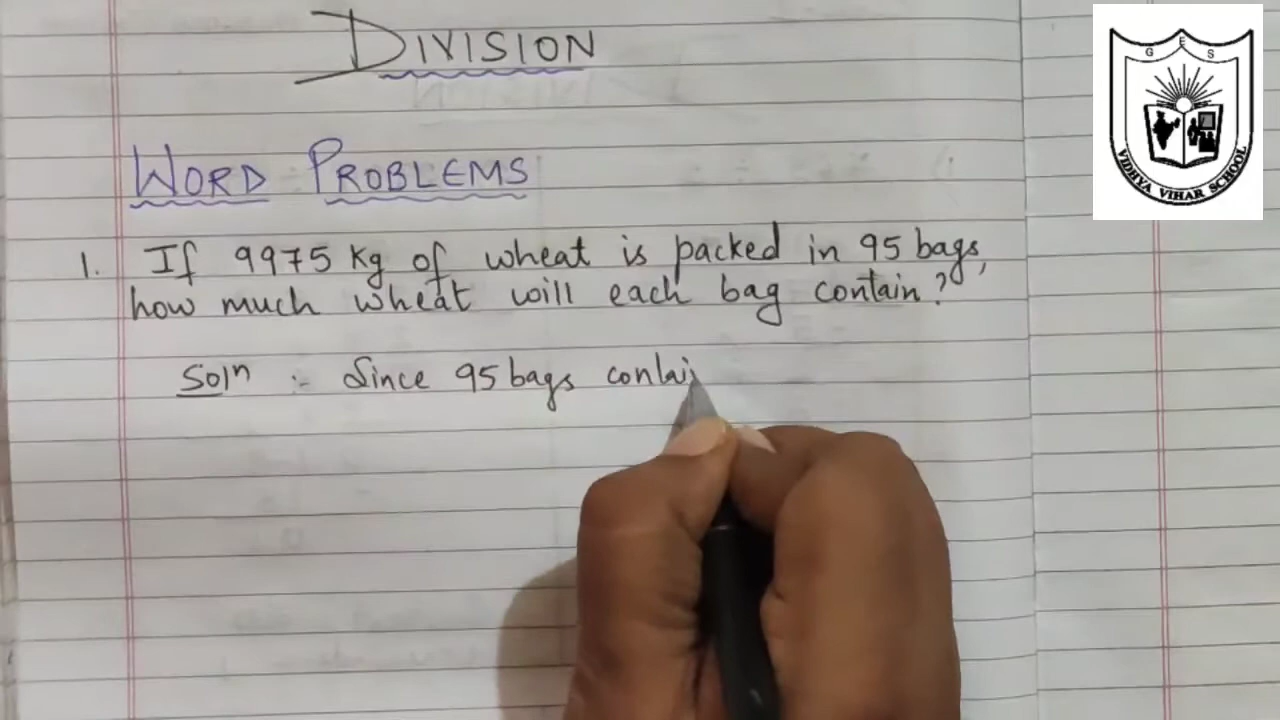 DIVISION
WORD PROBLEMS
1. If 9975 Kg of wheat is packed in 95 bags,
how much wheat will each bag contain?
Soln :- Since 95 bags contai
G E S
VIDHYA VIHAR SCHOOL